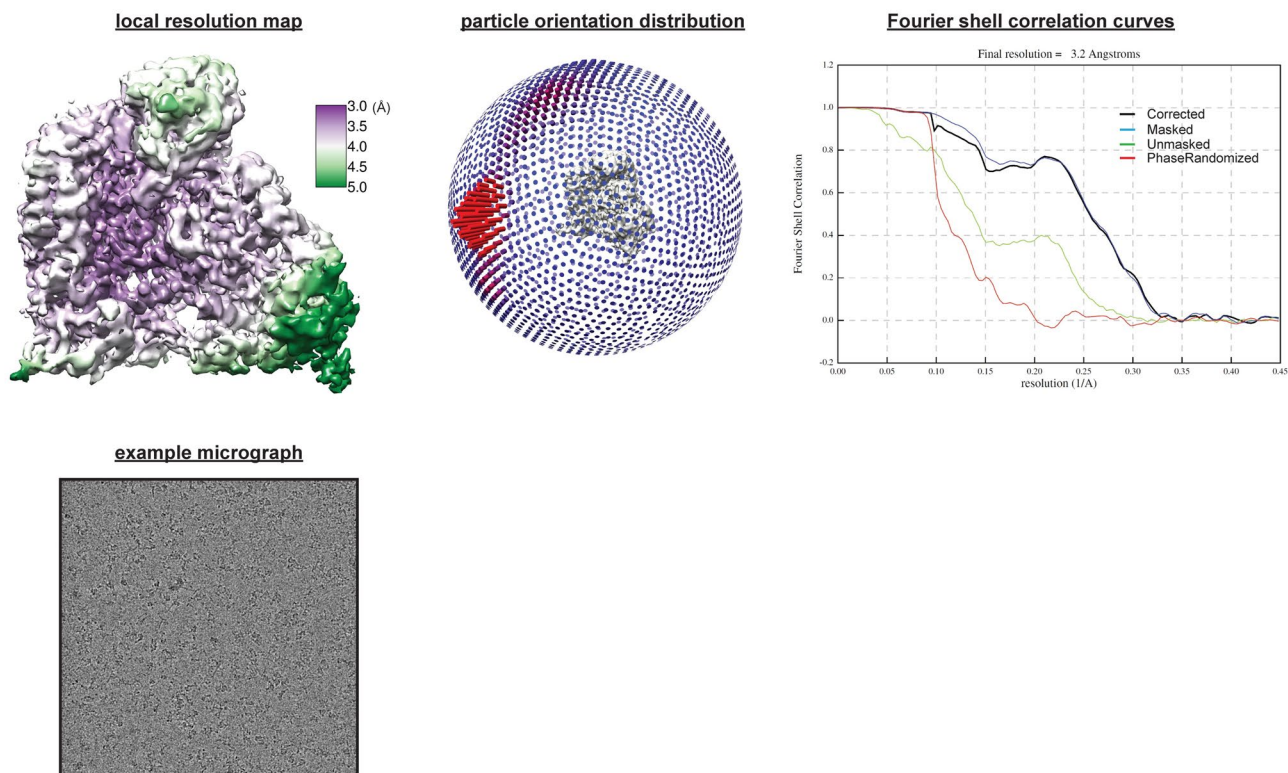 local resolution map
particle orientation distribution
Fourier shell correlation curves
3.0 (Å)
3.5
4.0
4.5
5.0
Final resolution = 3.2 Angstroms
1.2
1.0
0.8
0.6
0.4
0.2
0.0
-0.2
Fourier Shell Correlation
Corrected
Masked
Unmasked
PhaseRandomized
0.00 0.05 0.10 0.15 0.20 0.25 0.30 0.35 0.40 0.45
resolution (1/A)
example micrograph